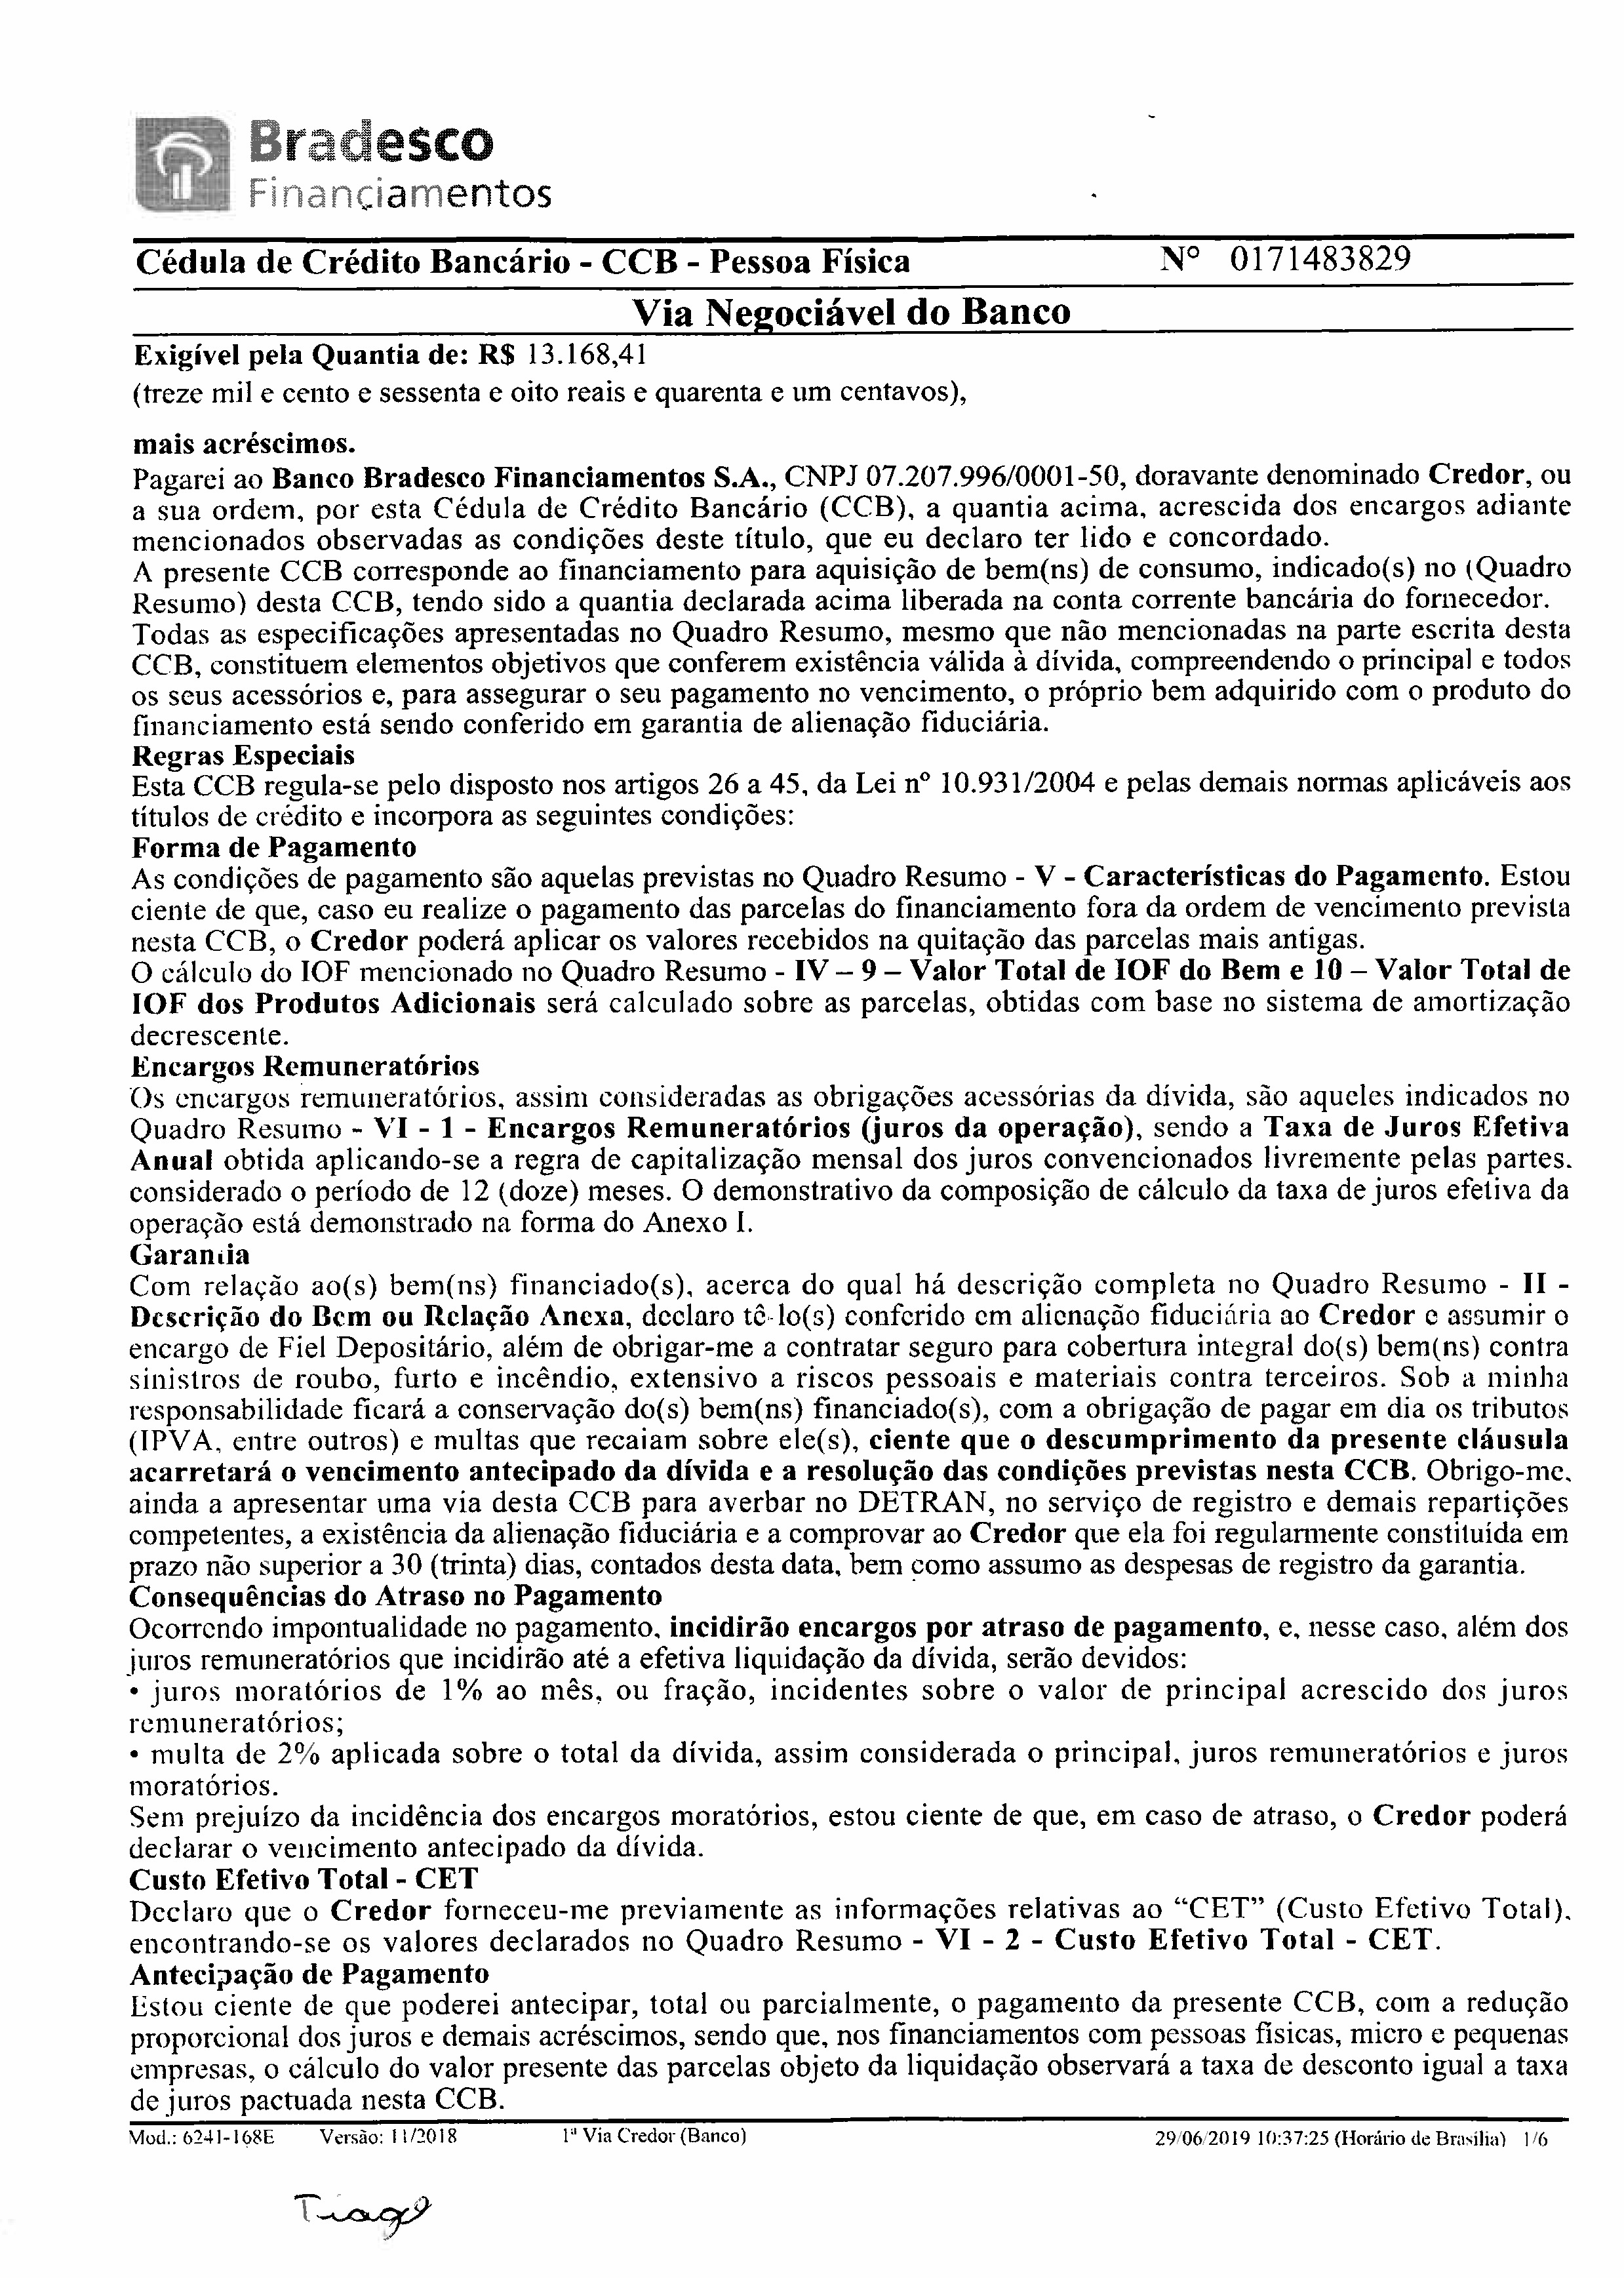 Bradesco
Financiamentos
Cédula de Crédito Bancário - CCB - Pessoa Física Nº 0171483829
Via Negociável do Banco
Exigível pela Quantia de: R$ 13.168,41
(treze mil e cento e sessenta e oito reais e quarenta e um centavos),
mais acréscimos.
Pagarei ao Banco Bradesco Financiamentos S.A., CNPJ 07.207.996/0001-50, doravante denominado Credor, ou
a sua ordem, por esta Cédula de Crédito Bancário (CCB), a quantia acima, acrescida dos encargos adiante
mencionados observadas as condições deste título, que eu declaro ter lido e concordado.
A presente CCB corresponde ao financiamento para aquisição de bem(ns) de consumo, indicado(s) no (Quadro
Resumo) desta CCB, tendo sido a quantia declarada acima liberada na conta corrente bancária do fornecedor.
Todas as especificações apresentadas no Quadro Resumo, mesmo que não mencionadas na parte escrita desta
CCB, constituem elementos objetivos que conferem existência válida à dívida, compreendendo o principal e todos
os seus acessórios e, para assegurar o seu pagamento no vencimento, o próprio bem adquirido com o produto do
financiamento está sendo conferido em garantia de alienação fiduciária.
Regras Especiais
Esta CCB regula-se pelo disposto nos artigos 26 a 45, da Lei nº 10.931/2004 e pelas demais normas aplicáveis aos
títulos de crédito e incorpora as seguintes condições:
Forma de Pagamento
As condições de pagamento são aquelas previstas no Quadro Resumo - V - Características do Pagamento. Estou
ciente de que, caso eu realize o pagamento das parcelas do financiamento fora da ordem de vencimento prevista
nesta CCB, o Credor poderá aplicar os valores recebidos na quitação das parcelas mais antigas.
O cálculo do IOF mencionado no Quadro Resumo - IV – 9 – Valor Total de IOF do Bem e 10 – Valor Total de
IOF dos Produtos Adicionais será calculado sobre as parcelas, obtidas com base no sistema de amortização
decrescente.
Encargos Remuneratórios
Os encargos remuneratórios, assim consideradas as obrigações acessórias da dívida, são aqueles indicados no
Quadro Resumo - VI - 1 - Encargos Remuneratórios (juros da operação), sendo a Taxa de Juros Efetiva
Anual obtida aplicando-se a regra de capitalização mensal dos juros convencionados livremente pelas partes.
considerado o período de 12 (doze) meses. O demonstrativo da composição de cálculo da taxa de juros efetiva da
operação está demonstrado na forma do Anexo I.
Garantia
Com relação ao(s) bem(ns) financiado(s), acerca do qual há descrição completa no Quadro Resumo - II -
Descrição do Bem ou Relação Anexa, declaro tê-lo(s) conferido em alienação fiduciária ao Credor e assumir o
encargo de Fiel Depositário, além de obrigar-me a contratar seguro para cobertura integral do(s) bem(ns) contra
sinistros de roubo, furto e incêndio, extensivo a riscos pessoais e materiais contra terceiros. Sob a minha
responsabilidade ficará a conservação do(s) bem(ns) financiado(s), com a obrigação de pagar em dia os tributos
(IPVA, entre outros) e multas que recaiam sobre ele(s), ciente que o descumprimento da presente cláusula
acarretará o vencimento antecipado da dívida e a resolução das condições previstas nesta CCB. Obrigo-me,
ainda a apresentar uma via desta CCB para averbar no DETRAN, no serviço de registro e demais repartições
competentes, a existência da alienação fiduciária e a comprovar ao Credor que ela foi regularmente constituída em
prazo não superior a 30 (trinta) dias, contados desta data, bem como assumo as despesas de registro da garantia.
Consequências do Atraso no Pagamento
Ocorrendo impontualidade no pagamento, incidirão encargos por atraso de pagamento, e, nesse caso, além dos
juros remuneratórios que incidirão até a efetiva liquidação da dívida, serão devidos:
• juros moratórios de 1% ao mês, ou fração, incidentes sobre o valor de principal acrescido dos juros
remuneratórios;
• multa de 2% aplicada sobre o total da dívida, assim considerada o principal, juros remuneratórios e juros
moratórios.
Sem prejuízo da incidência dos encargos moratórios, estou ciente de que, em caso de atraso, o Credor poderá
declarar o vencimento antecipado da dívida.
Custo Efetivo Total - CET
Declaro que o Credor forneceu-me previamente as informações relativas ao “CET” (Custo Efetivo Total),
encontrando-se os valores declarados no Quadro Resumo - VI - 2 - Custo Efetivo Total - CET.
Antecipação de Pagamento
Estou ciente de que poderei antecipar, total ou parcialmente, o pagamento da presente CCB, com a redução
proporcional dos juros e demais acréscimos, sendo que, nos financiamentos com pessoas físicas, micro e pequenas
empresas, o cálculo do valor presente das parcelas objeto da liquidação observará a taxa de desconto igual a taxa
de juros pactuada nesta CCB.
Mod.: 6241-168E Versão: 11/2018 1ª Via Credor (Banco) 29/06/2019 10:37:25 (Horário de Brasília) 1/6
Tiago